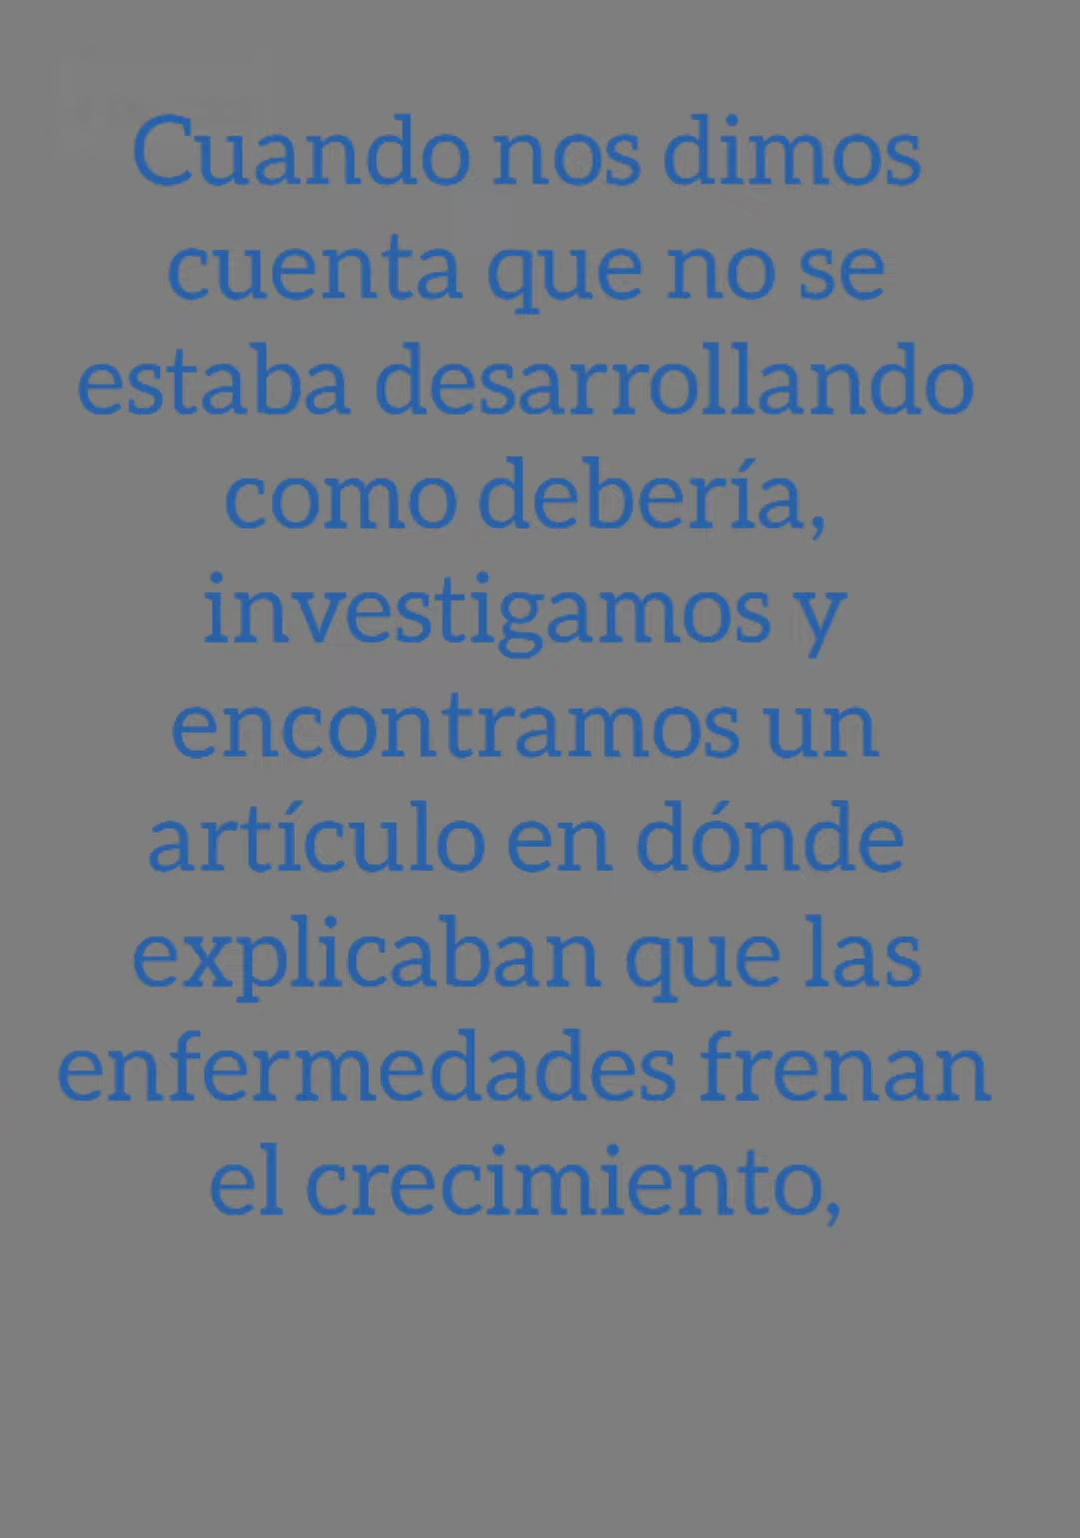 Cuando nos dimos
cuenta que no se
estaba desarrollando
como debería,
investigamos y
encontramos un
artículo en dónde
explicaban que las
enfermedades frenan
el crecimiento,